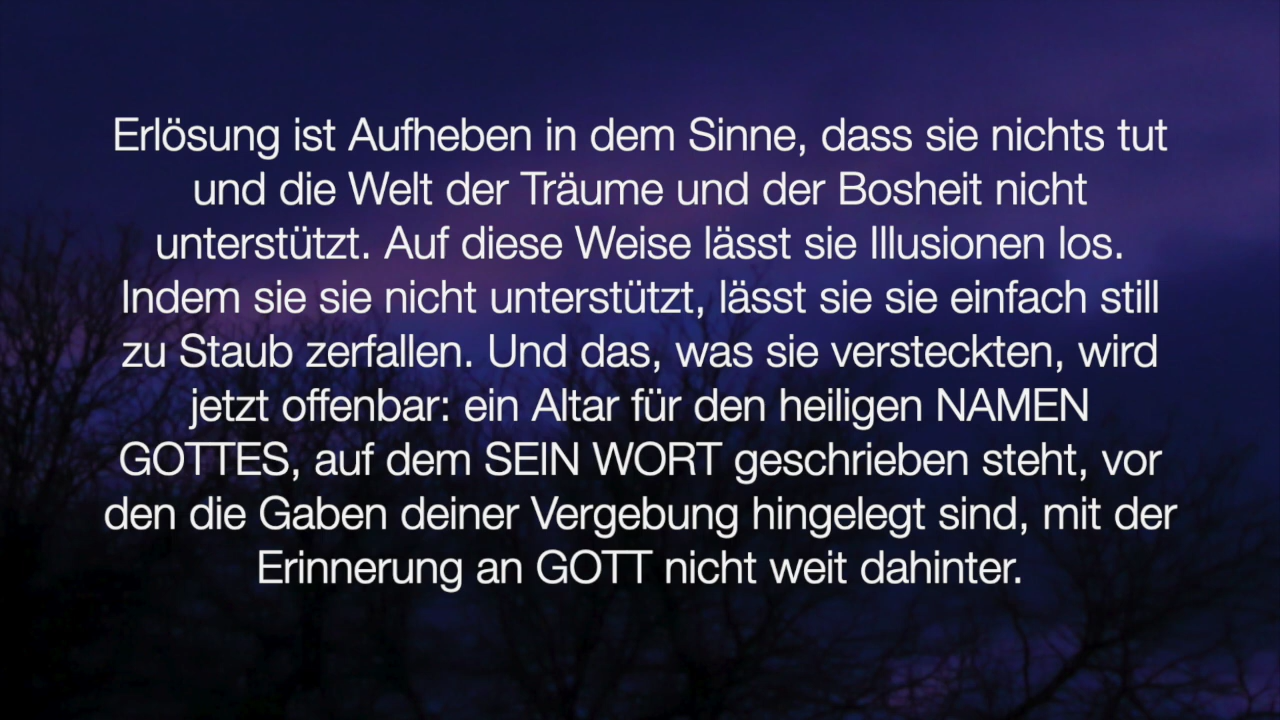 Erlösung ist Aufheben in dem Sinne, dass sie nichts tut
und die Welt der Träume und der Bosheit nicht
unterstützt. Auf diese Weise lässt sie Illusionen los.
Indem sie sie nicht unterstützt, lässt sie sie einfach still
zu Staub zerfallen. Und das, was sie versteckten, wird
jetzt offenbar: ein Altar für den heiligen NAMEN
GOTTES, auf dem SEIN WORT geschrieben steht, vor
den die Gaben deiner Vergebung hingelegt sind, mit der
Erinnerung an GOTT nicht weit dahinter.